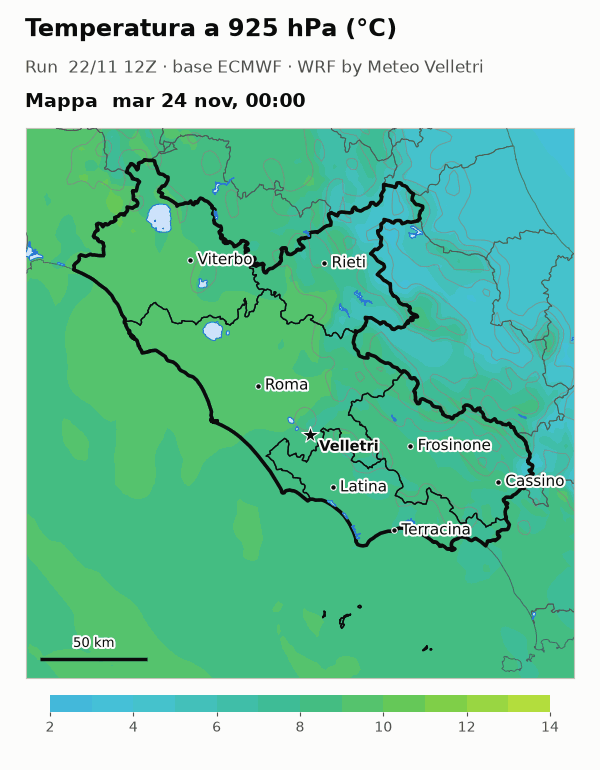 Temperatura a 925 hPa (°C)
Run  22/11 12Z · base ECMWF · WRF by Meteo Velletri
Mappa  mar 24 nov, 00:00
Viterbo
Rieti
Roma
Velletri
Frosinone
Latina
Cassino
Terracina
50 km
2 4 6 8 10 12 14